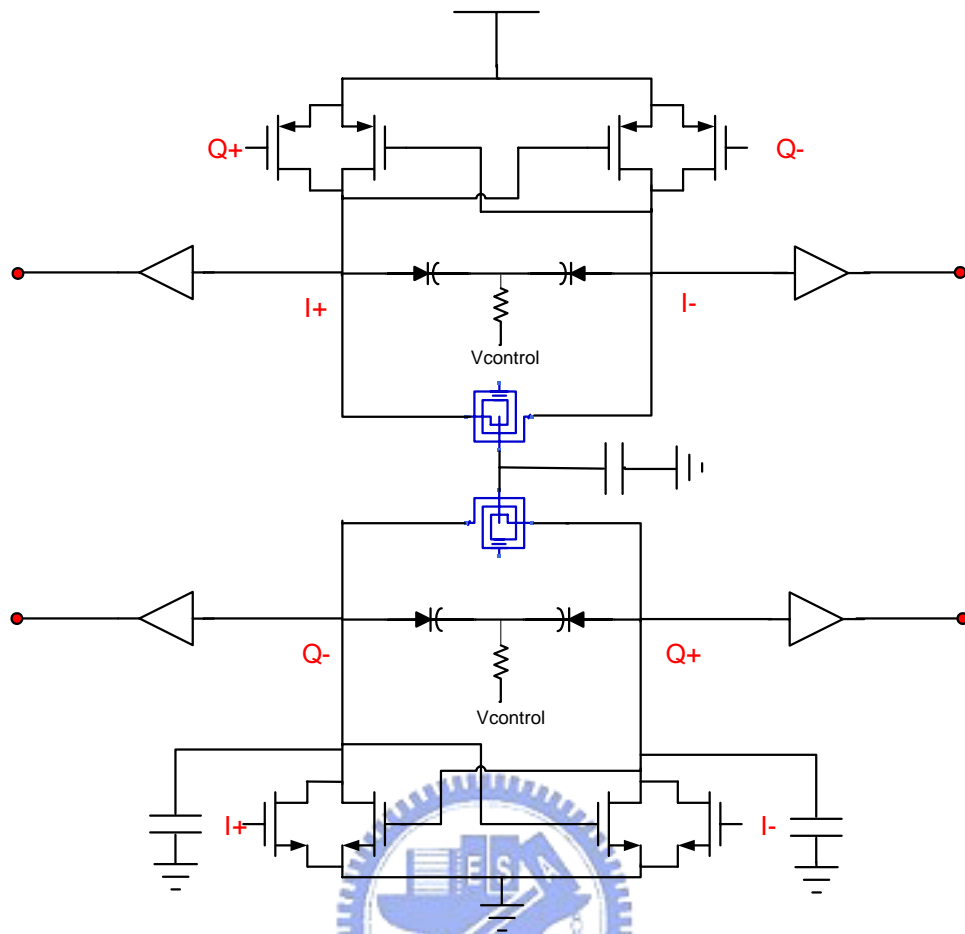 Q+
Q-
I+
I-
Vcontrol
Q-
Q+
Vcontrol
I+
I-
E S A